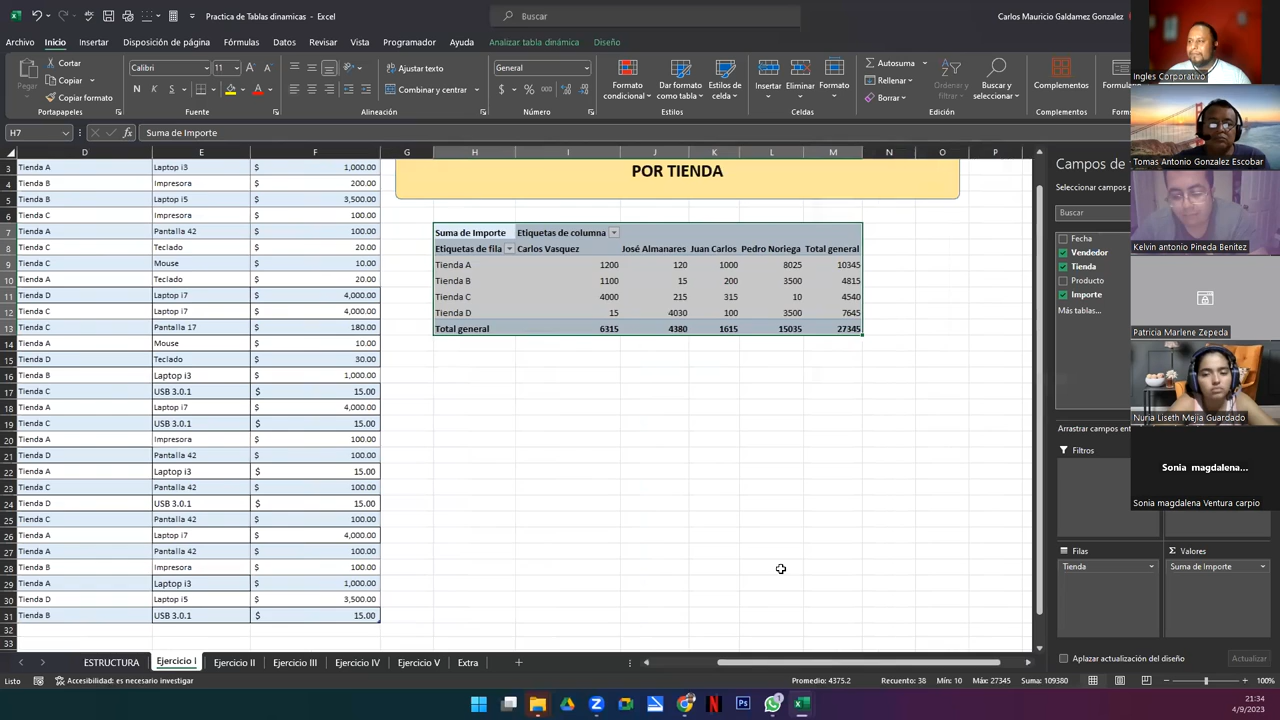 Practica de Tablas dinamicas - Excel
Buscar
Carlos Mauricio Galdamez Gonzalez
Archivo Inicio Insertar Disposición de página Fórmulas Datos Revisar Vista Programador Ayuda Analizar tabla dinámica Diseño
Pegar
Cortar
Copiar
Copiar formato
Portapapeles
Calibri 11
N K S
Fuente
Ajustar texto
Combinar y centrar
Alineación
General
$ % 000
Número
Formato condicional
Dar formato como tabla
Estilos de celda
Estilos
Insertar Eliminar Formato
Celdas
Autosuma
Rellenar
Borrar
Ordenar y filtrar
Buscar y seleccionar
Edición
Complementos
Complementos
H7 fx Suma de Importe
D E F G H I J K L M N O P
3 Tienda A Laptop i3 $ 1,000.00
4 Tienda B Impresora $ 200.00
5 Tienda B Laptop i5 $ 3,500.00
6 Tienda C Impresora $ 100.00
7 Tienda A Pantalla 42 $ 100.00
8 Tienda C Teclado $ 20.00
9 Tienda C Mouse $ 10.00
10 Tienda A Teclado $ 20.00
11 Tienda D Laptop i7 $ 4,000.00
12 Tienda C Laptop i7 $ 4,000.00
13 Tienda C Pantalla 17 $ 180.00
14 Tienda A Mouse $ 10.00
15 Tienda D Teclado $ 30.00
16 Tienda B Laptop i3 $ 1,000.00
17 Tienda C USB 3.0.1 $ 15.00
18 Tienda A Laptop i7 $ 4,000.00
19 Tienda C USB 3.0.1 $ 15.00
20 Tienda A Impresora $ 100.00
21 Tienda D Pantalla 42 $ 100.00
22 Tienda A Laptop i3 $ 15.00
23 Tienda C Pantalla 42 $ 100.00
24 Tienda D USB 3.0.1 $ 15.00
25 Tienda C Pantalla 42 $ 100.00
26 Tienda A Laptop i7 $ 4,000.00
27 Tienda A Pantalla 42 $ 100.00
28 Tienda B Impresora $ 100.00
29 Tienda A Laptop i3 $ 1,000.00
30 Tienda D Laptop i5 $ 3,500.00
31 Tienda B USB 3.0.1 $ 15.00
32
33
POR TIENDA
Suma de Importe Etiquetas de columna
Etiquetas de fila Carlos Vasquez José Almanares Juan Carlos Pedro Noriega Total general
Tienda A 1200 120 1000 8025 10345
Tienda B 1100 15 200 3500 4815
Tienda C 4000 215 315 10 4540
Tienda D 15 4030 100 3500 7645
Total general 6315 4380 1615 15035 27345
Campos de
Seleccionar campos
Buscar
Fecha
Vendedor
Tienda
Producto
Importe
Más tablas...
Arrastrar campos
Filtros
Filas
Tienda
Σ Valores
Suma de Importe
Aplazar actualización del diseño Actualizar
Ingles Corporativo
Tomas Antonio Gonzalez Escobar
Kelvin antonio Pineda Benitez
Patricia Marlene Zepeda
Nuria Liseth Mejia Guardado
Sonia magdalena...
Sonia magdalena Ventura carpio
ESTRUCTURA Ejercicio I Ejercicio II Ejercicio III Ejercicio IV Ejercicio V Extra
Listo Accesibilidad: es necesario investigar Promedio: 4375.2 Recuento: 38 Mín: 10 Máx: 27345 Suma: 109380 100%
21:34
4/9/2023